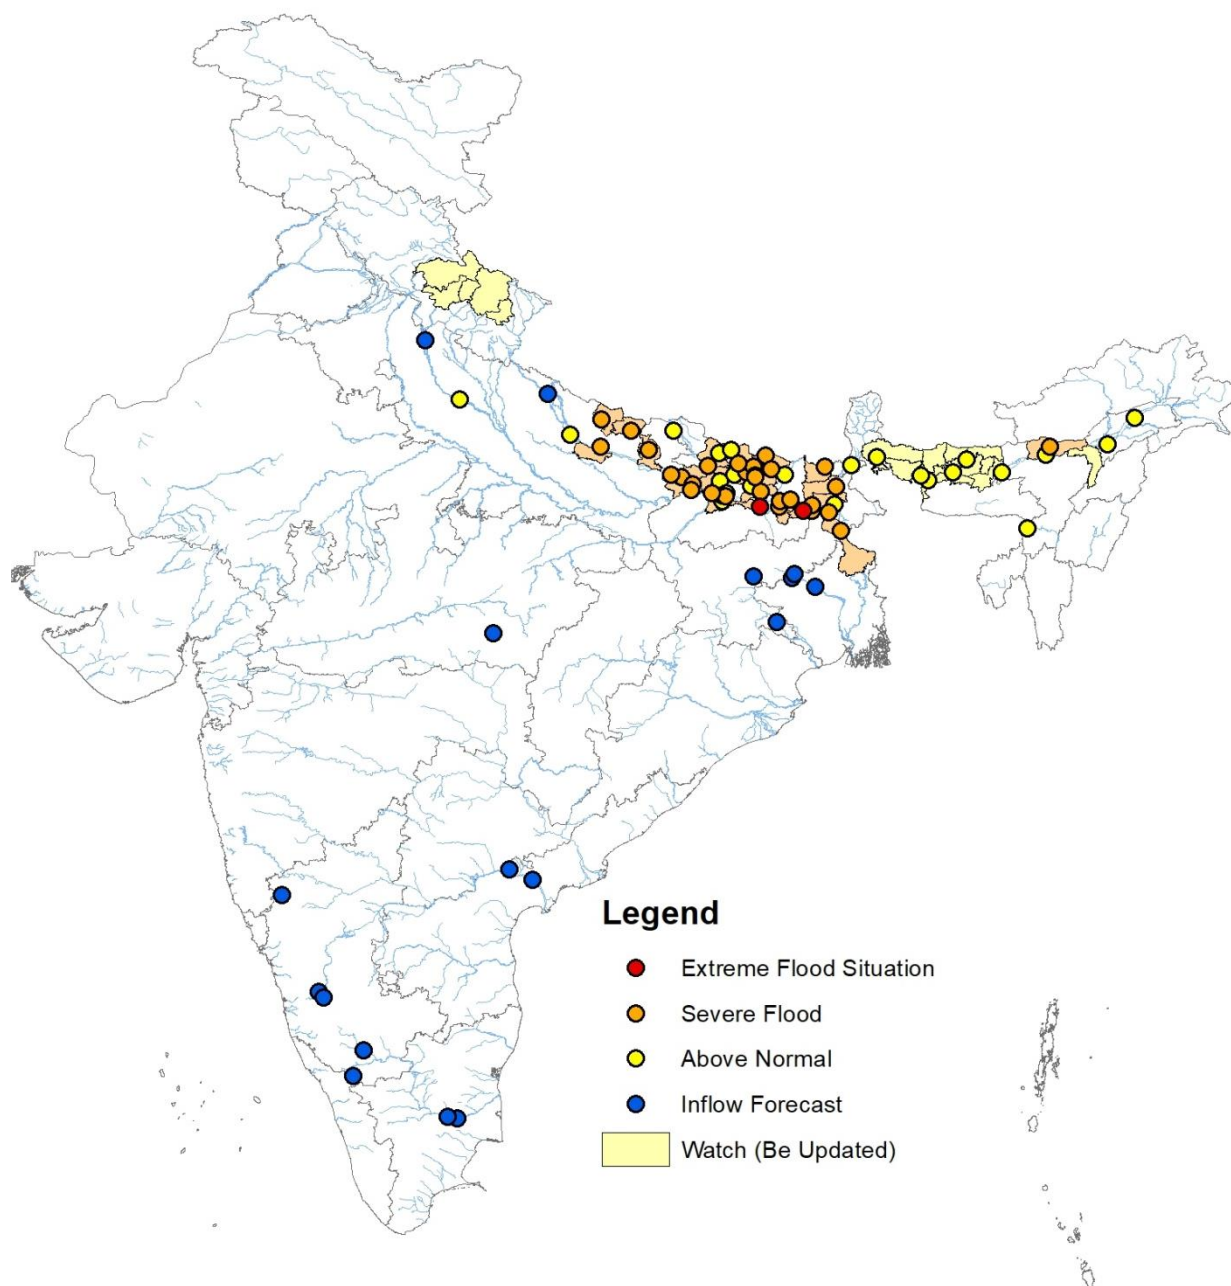 Legend
Extreme Flood Situation
Severe Flood
Above Normal
Inflow Forecast
Watch (Be Updated)